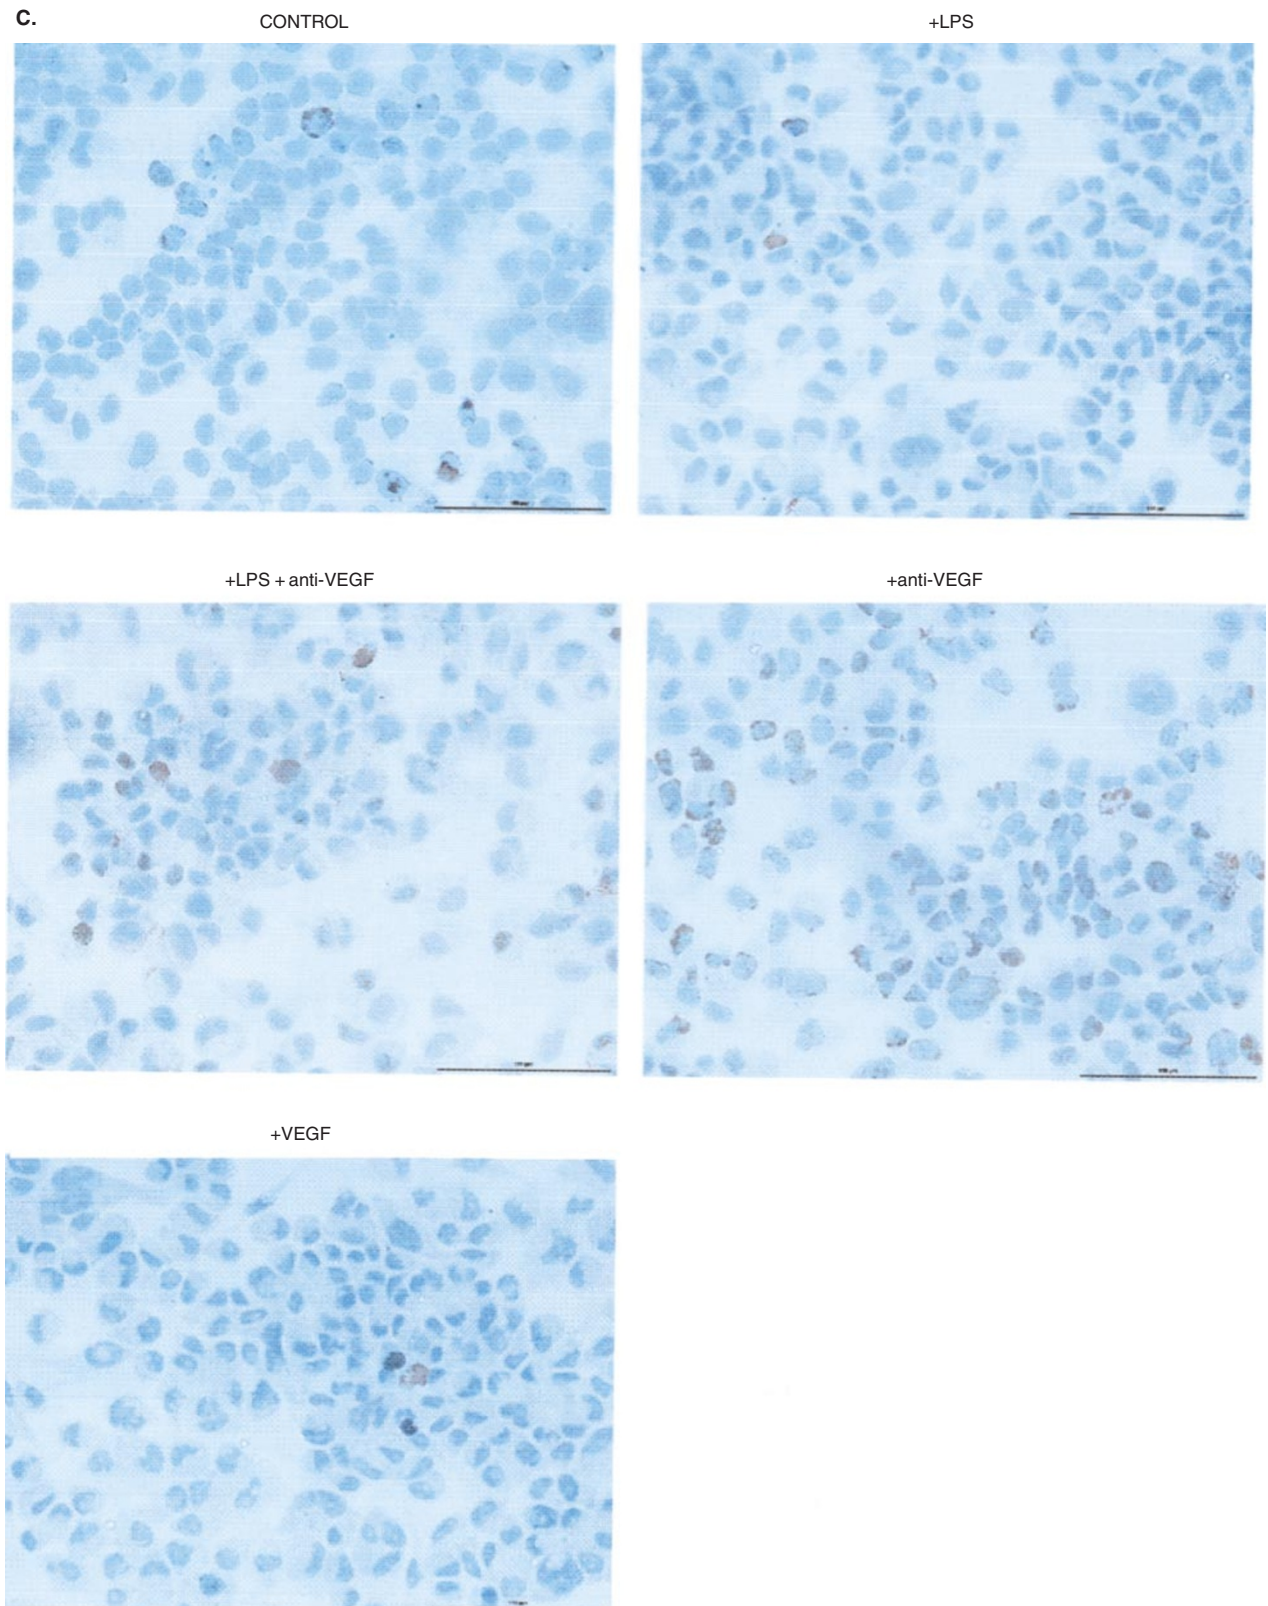 C.
CONTROL
+LPS
+LPS + anti-VEGF
+anti-VEGF
+VEGF